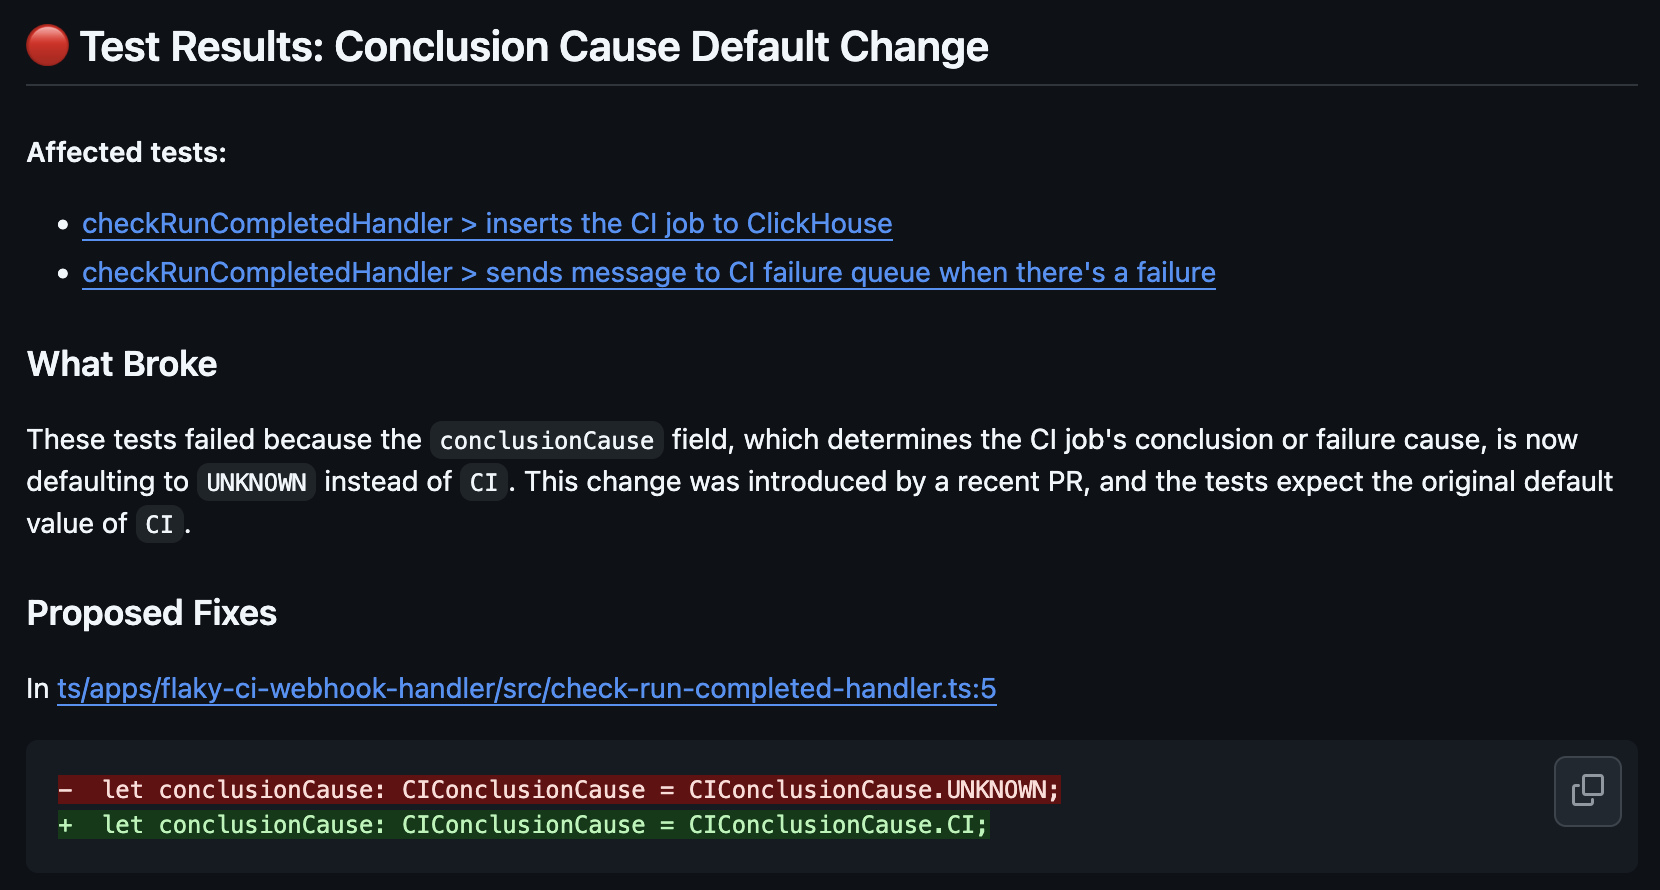 Test Results: Conclusion Cause Default Change
Affected tests:
• checkRunCompletedHandler > inserts the CI job to ClickHouse
• checkRunCompletedHandler > sends message to CI failure queue when there's a failure
What Broke
These tests failed because the conclusionCause field, which determines the CI job's conclusion or failure cause, is now
defaulting to UNKNOWN instead of CI. This change was introduced by a recent PR, and the tests expect the original default
value of CI.
Proposed Fixes
In ts/apps/flaky-ci-webhook-handler/src/check-run-completed-handler.ts:5
-  let conclusionCause: CIConclusionCause = CIConclusionCause.UNKNOWN;
+  let conclusionCause: CIConclusionCause = CIConclusionCause.CI;